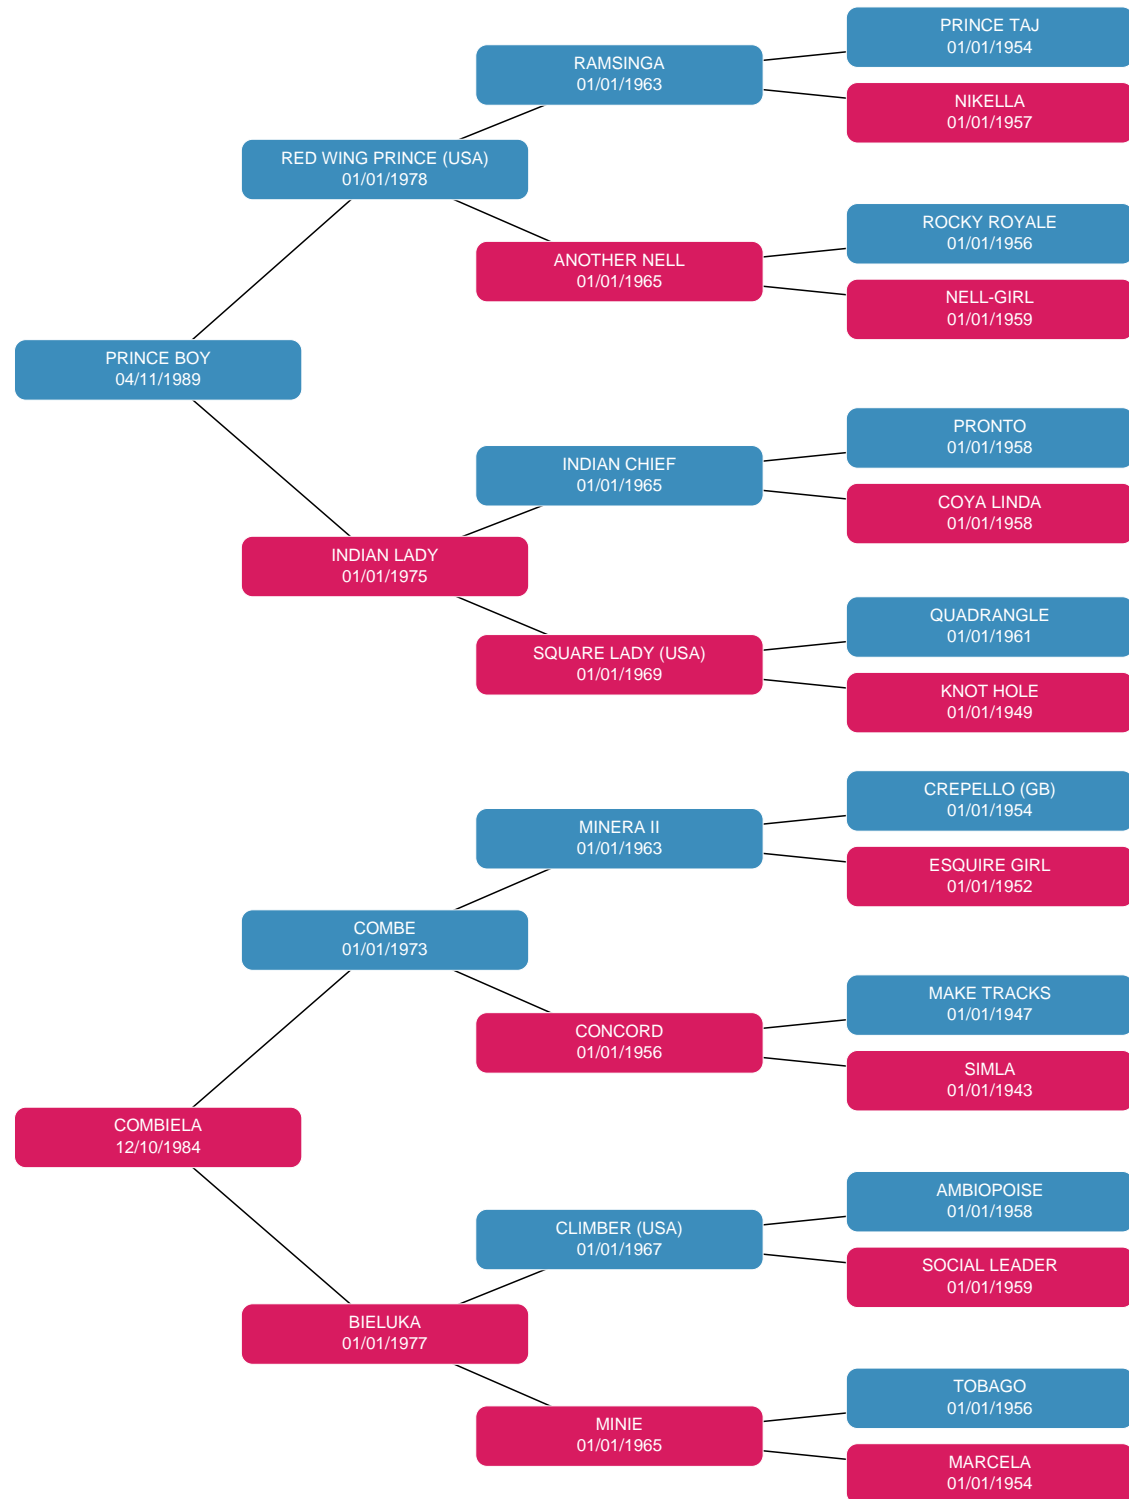 PRINCE TAJ
01/01/1954
RAMSINGA
01/01/1963
NIKELLA
01/01/1957
RED WING PRINCE (USA)
01/01/1978
ROCKY ROYALE
01/01/1956
ANOTHER NELL
01/01/1965
NELL-GIRL
01/01/1959
PRINCE BOY
04/11/1989
PRONTO
01/01/1958
INDIAN CHIEF
01/01/1965
COYA LINDA
01/01/1958
INDIAN LADY
01/01/1975
QUADRANGLE
01/01/1961
SQUARE LADY (USA)
01/01/1969
KNOT HOLE
01/01/1949
CREPELLO (GB)
01/01/1954
MINERA II
01/01/1963
ESQUIRE GIRL
01/01/1952
COMBE
01/01/1973
MAKE TRACKS
01/01/1947
CONCORD
01/01/1956
SIMLA
01/01/1943
COMBIELA
12/10/1984
AMBIOPOISE
01/01/1958
CLIMBER (USA)
01/01/1967
SOCIAL LEADER
01/01/1959
BIELUKA
01/01/1977
TOBAGO
01/01/1956
MINIE
01/01/1965
MARCELA
01/01/1954